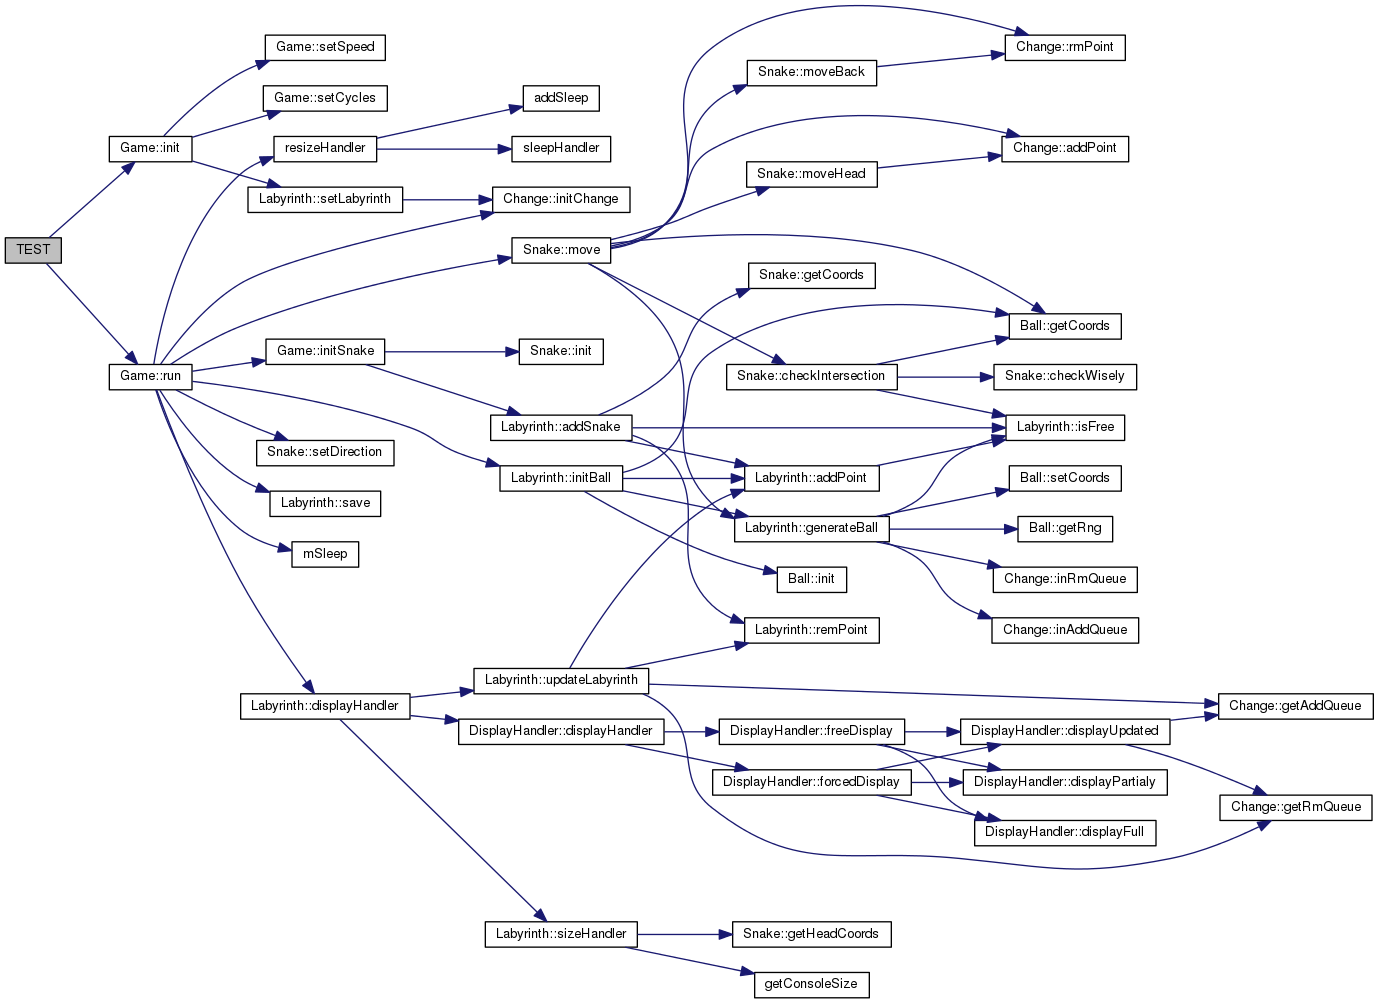 TEST
Game::init
Game::setSpeed
Game::setCycles
Labyrinth::setLabyrinth
Game::run
resizeHandler
addSleep
sleepHandler
Change::initChange
Snake::move
Snake::moveBack
Change::rmPoint
Snake::moveHead
Change::addPoint
Snake::getCoords
Ball::getCoords
Snake::checkIntersection
Snake::checkWisely
Labyrinth::isFree
Game::initSnake
Snake::init
Labyrinth::addSnake
Snake::setDirection
Labyrinth::initBall
Labyrinth::addPoint
Labyrinth::generateBall
Ball::setCoords
Ball::getRng
Change::inRmQueue
Change::inAddQueue
Labyrinth::save
mSleep
Ball::init
Labyrinth::remPoint
Labyrinth::displayHandler
Labyrinth::updateLabyrinth
DisplayHandler::displayHandler
DisplayHandler::freeDisplay
DisplayHandler::forcedDisplay
DisplayHandler::displayUpdated
DisplayHandler::displayPartialy
DisplayHandler::displayFull
Change::getAddQueue
Change::getRmQueue
Labyrinth::sizeHandler
Snake::getHeadCoords
getConsoleSize